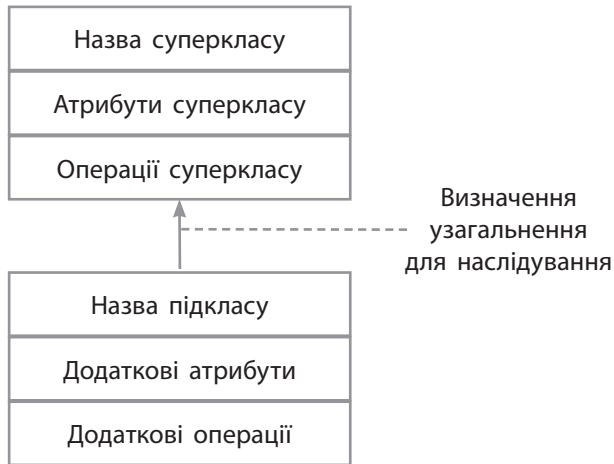 Назва суперкласу
Атрибути суперкласу
Операції суперкласу
Визначення
узагальнення
для наслідування
Назва підкласу
Додаткові атрибути
Додаткові операції